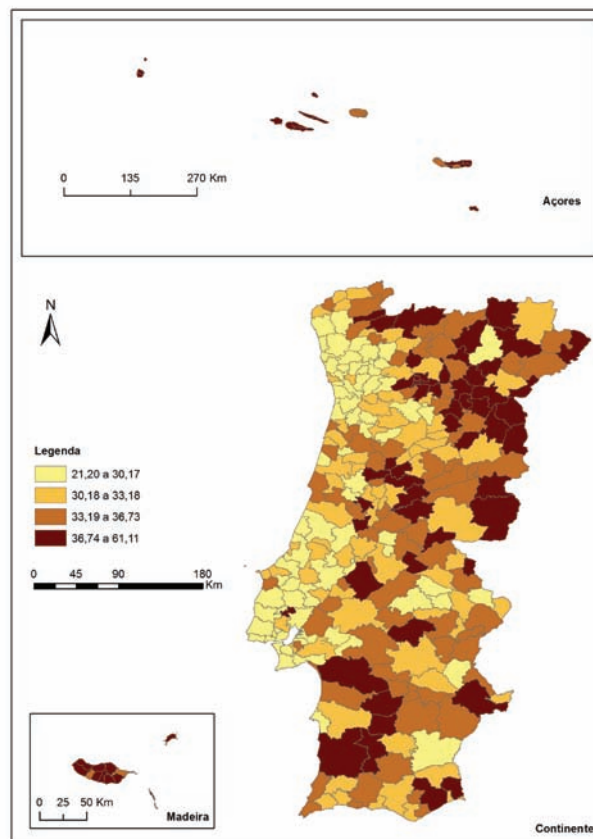 0 135 270 Km
Açores
N
Legenda
21,20 a 30,17
30,18 a 33,18
33,19 a 36,73
36,74 a 61,11
0 45 90 180
Km
0 25 50 Km
Madeira
Continente